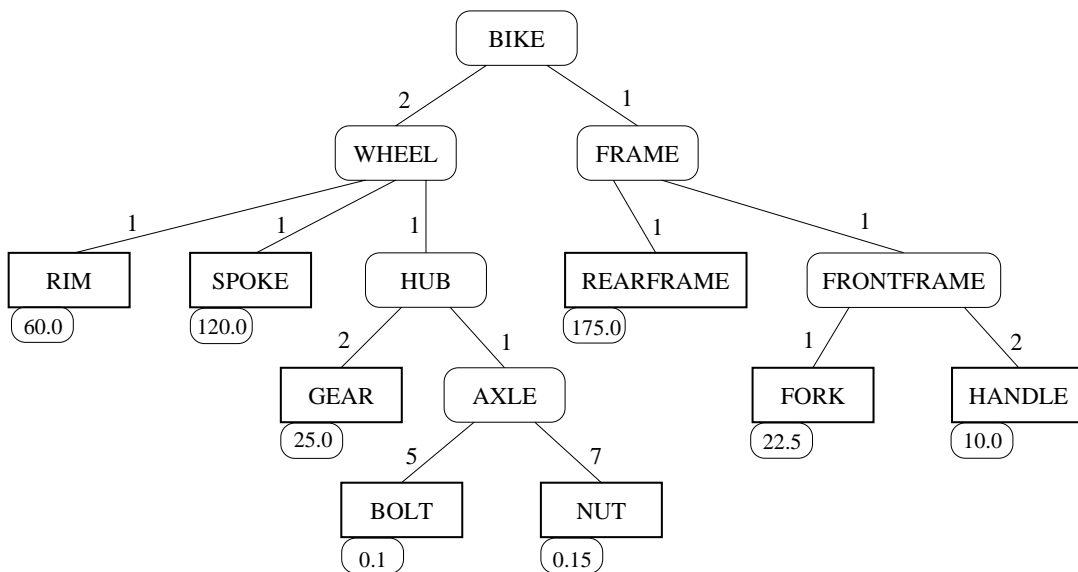 BIKE
2 1
WHEEL FRAME
1 1 1 1 1
RIM SPOKE HUB REARFRAME FRONTFRAME
60.0 120.0 175.0
2 1 1 2
GEAR AXLE FORK HANDLE
25.0 22.5 10.0
5 7
BOLT NUT
0.1 0.15